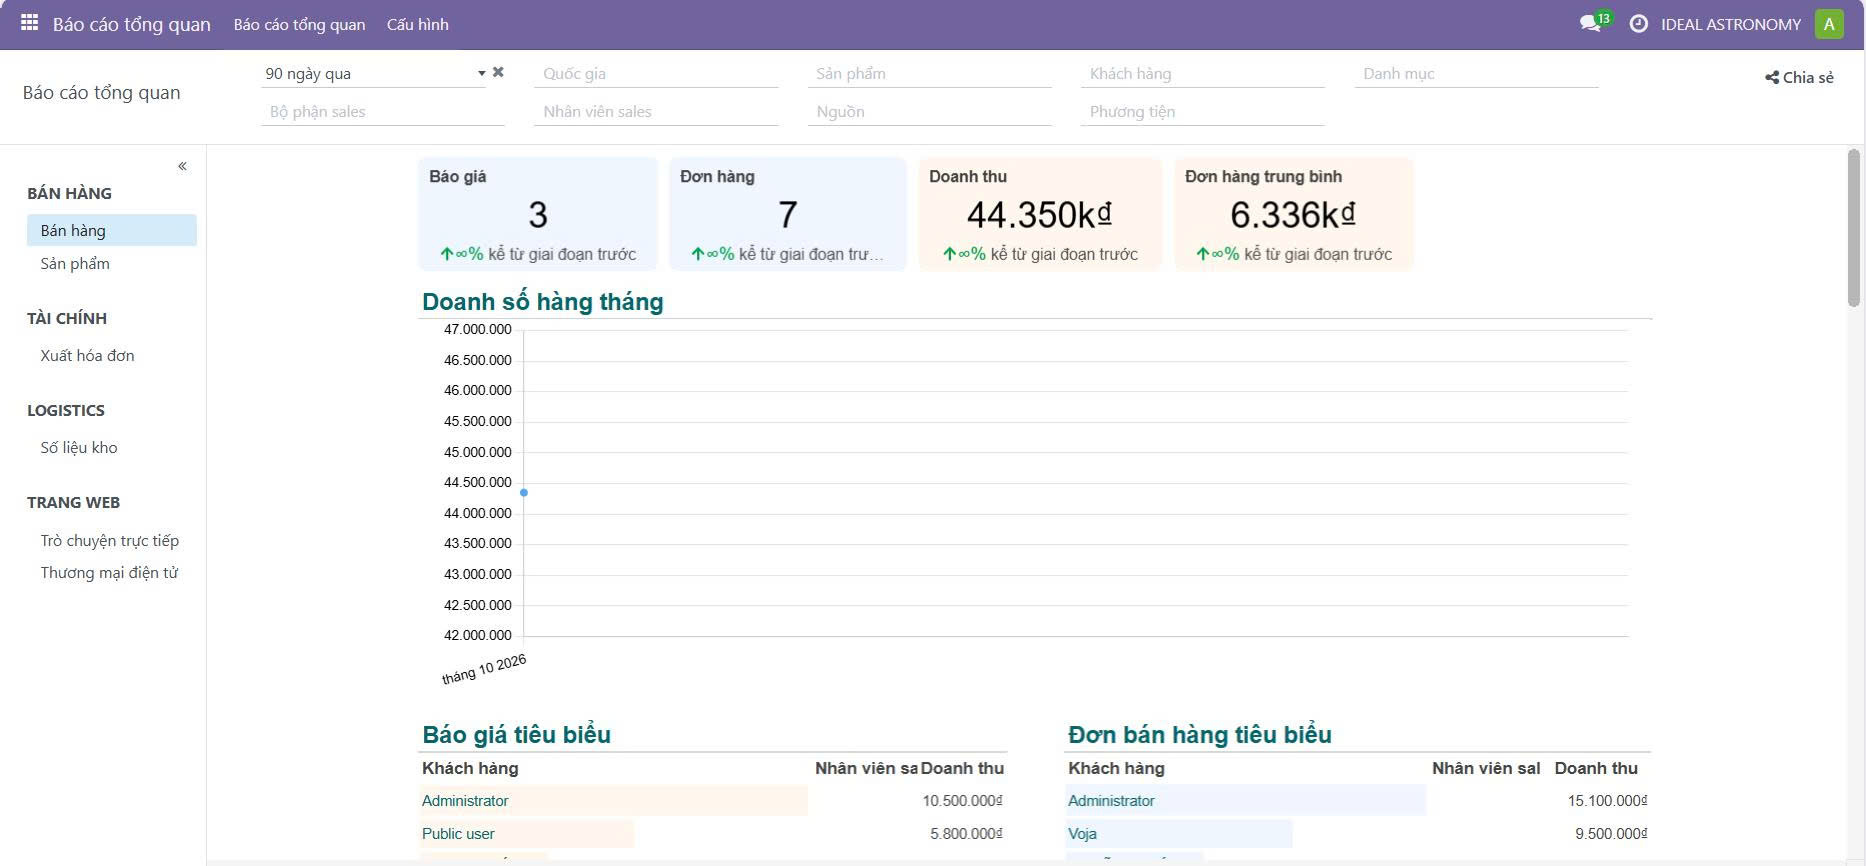 Báo cáo tổng quan Báo cáo tổng quan Cấu hình 13 IDEAL ASTRONOMY A
Báo cáo tổng quan
90 ngày qua Quốc gia Sản phẩm Khách hàng Danh mục
Bộ phận sales Nhân viên sales Nguồn Phương tiện
Chia sẻ
«
BÁN HÀNG
Bán hàng
Sản phẩm
TÀI CHÍNH
Xuất hóa đơn
LOGISTICS
Số liệu kho
TRANG WEB
Trò chuyện trực tiếp
Thương mại điện tử
Báo giá
3
↑∞% kể từ giai đoạn trước
Đơn hàng
7
↑∞% kể từ giai đoạn trư...
Doanh thu
44.350k₫
↑∞% kể từ giai đoạn trước
Đơn hàng trung bình
6.336k₫
↑∞% kể từ giai đoạn trước
Doanh số hàng tháng
47.000.000
46.500.000
46.000.000
45.500.000
45.000.000
44.500.000
44.000.000
43.500.000
43.000.000
42.500.000
42.000.000
tháng 10 2026
Báo giá tiêu biểu
Khách hàng Nhân viên sa Doanh thu
Administrator 10.500.000₫
Public user 5.800.000₫
Đơn bán hàng tiêu biểu
Khách hàng Nhân viên sal Doanh thu
Administrator 15.100.000₫
Voja 9.500.000₫